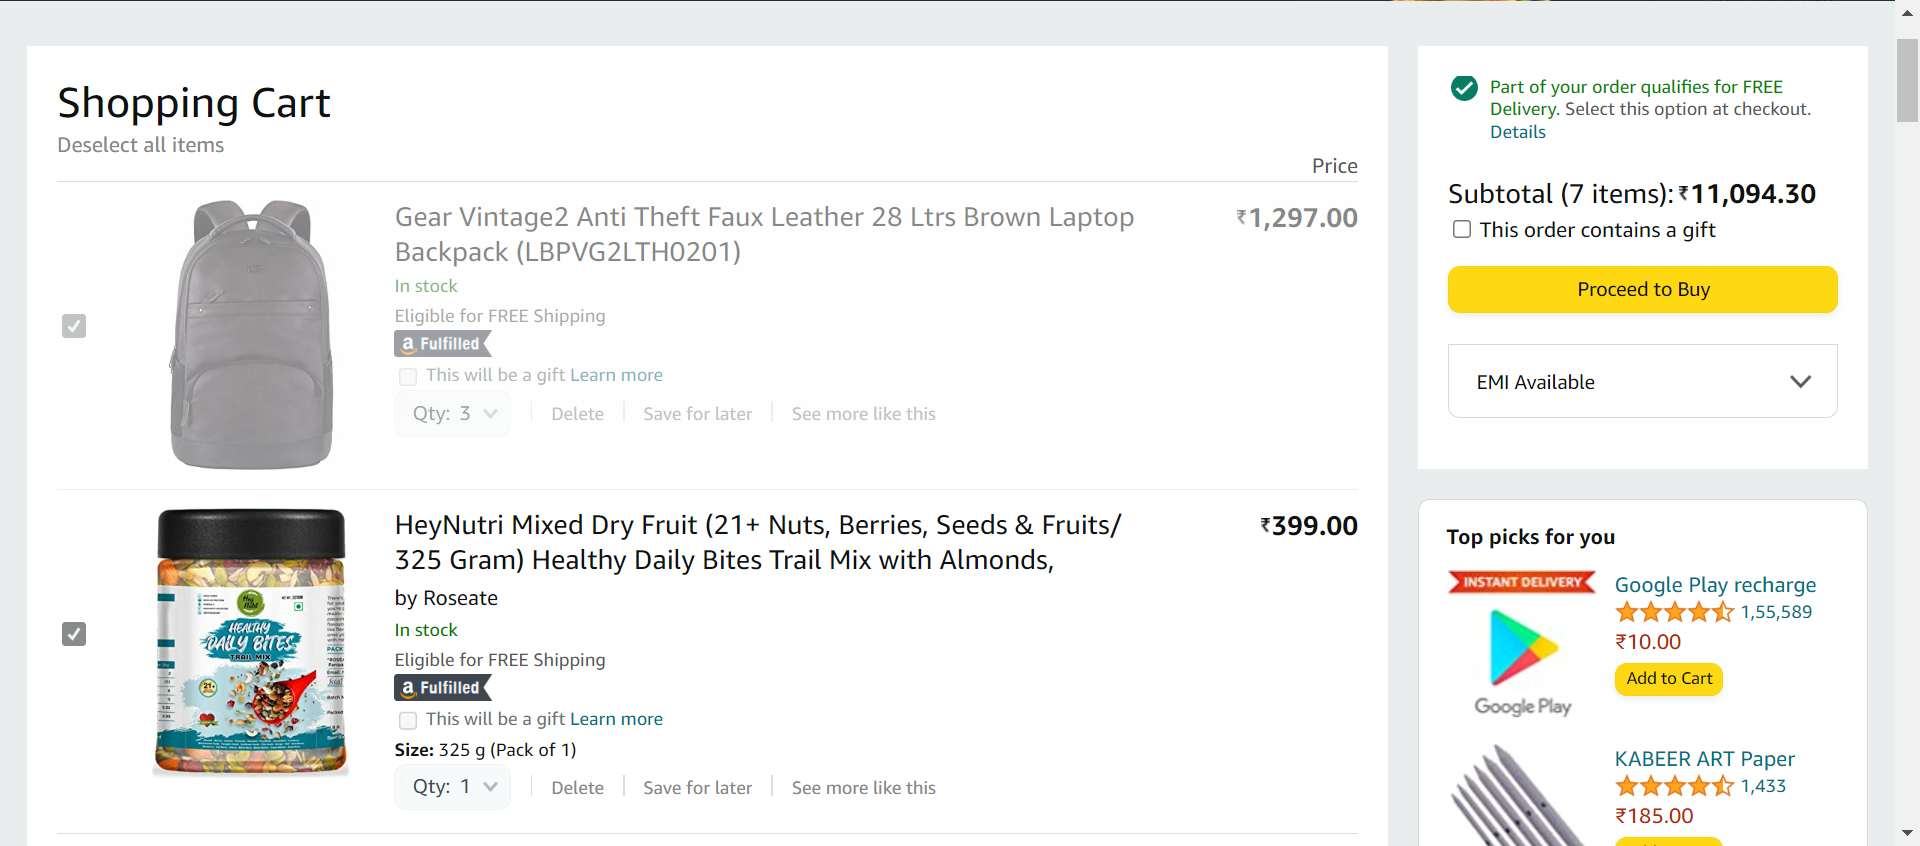 Shopping Cart
Deselect all items
Price
Gear Vintage2 Anti Theft Faux Leather 28 Ltrs Brown Laptop
Backpack (LBPVG2LTH0201)
₹1,297.00
In stock
Eligible for FREE Shipping
a Fulfilled
This will be a gift Learn more
Qty: 3
Delete
Save for later
See more like this
HeyNutri Mixed Dry Fruit (21+ Nuts, Berries, Seeds & Fruits/
325 Gram) Healthy Daily Bites Trail Mix with Almonds,
₹399.00
by Roseate
In stock
Eligible for FREE Shipping
a Fulfilled
This will be a gift Learn more
Size: 325 g (Pack of 1)
Qty: 1
Delete
Save for later
See more like this
HEALTHY
DAILY BITES
TRAIL MIX
21+
Part of your order qualifies for FREE
Delivery. Select this option at checkout.
Details
Subtotal (7 items): ₹11,094.30
This order contains a gift
Proceed to Buy
EMI Available
Top picks for you
INSTANT DELIVERY
Google Play
Google Play recharge
1,55,589
₹10.00
Add to Cart
KABEER ART Paper
1,433
₹185.00